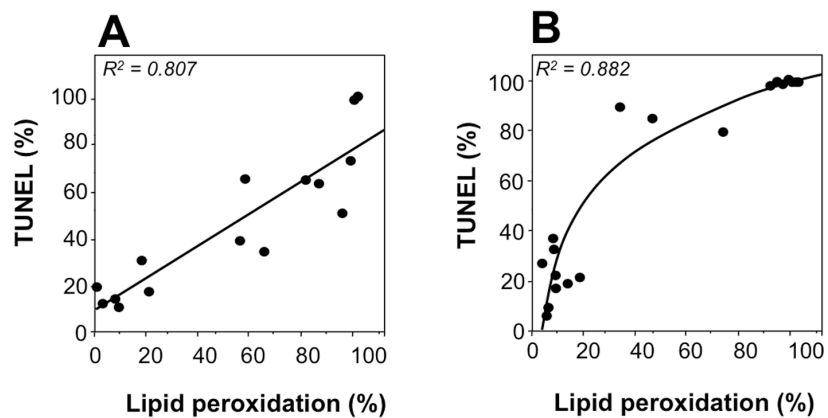 A
R² = 0.807
TUNEL (%)
100
80
60
40
20
0
0 20 40 60 80 100
Lipid peroxidation (%)
B
R² = 0.882
TUNEL (%)
100
80
60
40
20
0
0 20 40 60 80 100
Lipid peroxidation (%)